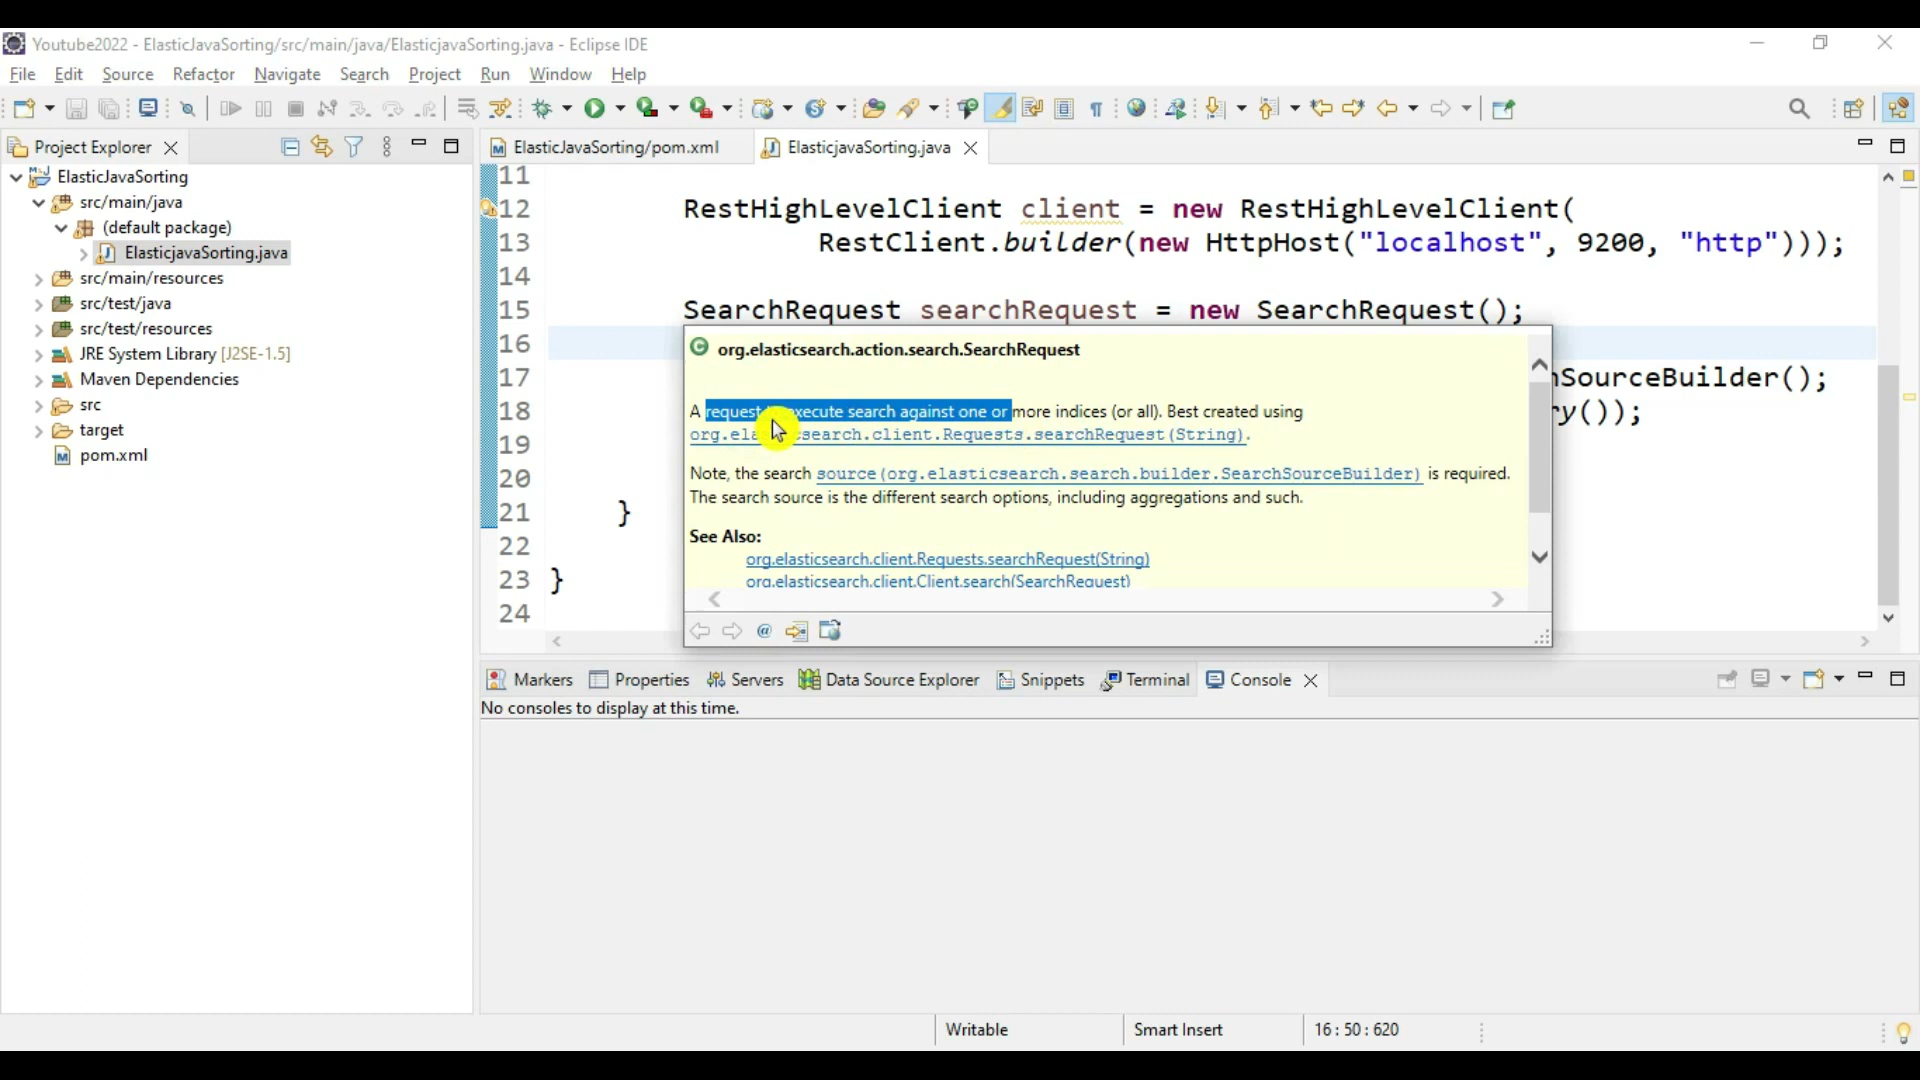 Youtube2022 - ElasticJavaSorting/src/main/java/ElasticjavaSorting.java - Eclipse IDE
File Edit Source Refactor Navigate Search Project Run Window Help
Project Explorer
ElasticJavaSorting
src/main/java
(default package)
ElasticjavaSorting.java
src/main/resources
src/test/java
src/test/resources
JRE System Library [J2SE-1.5]
Maven Dependencies
src
target
pom.xml
ElasticJavaSorting/pom.xml ElasticjavaSorting.java
11
12 RestHighLevelClient client = new RestHighLevelClient(
13 RestClient.builder(new HttpHost("localhost", 9200, "http")));
14
15 SearchRequest searchRequest = new SearchRequest();
16
17 SourceBuilder();
18 ());
19
20
21 }
22
23 }
24
org.elasticsearch.action.search.SearchRequest
A request execute search against one or more indices (or all). Best created using
search.client.Requests.searchRequest(String).
Note, the search source(org.elasticsearch.search.builder.SearchSourceBuilder) is required.
The search source is the different search options, including aggregations and such.
See Also:
org.elasticsearch.client.Requests.searchRequest(String)
org.elasticsearch.client.Client.search(SearchRequest)
Markers Properties Servers Data Source Explorer Snippets Terminal Console
No consoles to display at this time.
Writable Smart Insert 16 : 50 : 620